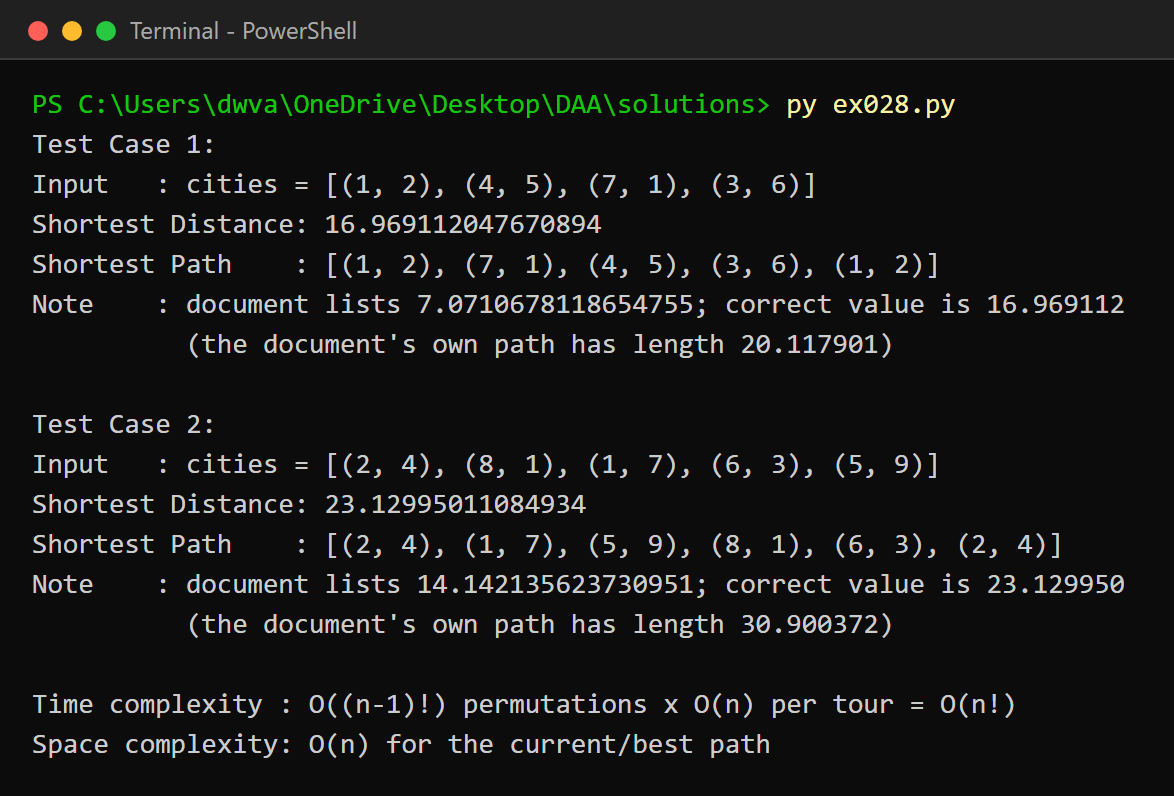 Terminal - PowerShell
PS C:\Users\dwva\OneDrive\Desktop\DAA\solutions> py ex028.py
Test Case 1:
Input   : cities = [(1, 2), (4, 5), (7, 1), (3, 6)]
Shortest Distance: 16.969112047670894
Shortest Path    : [(1, 2), (7, 1), (4, 5), (3, 6), (1, 2)]
Note    : document lists 7.0710678118654755; correct value is 16.969112
          (the document's own path has length 20.117901)

Test Case 2:
Input   : cities = [(2, 4), (8, 1), (1, 7), (6, 3), (5, 9)]
Shortest Distance: 23.12995011084934
Shortest Path    : [(2, 4), (1, 7), (5, 9), (8, 1), (6, 3), (2, 4)]
Note    : document lists 14.142135623730951; correct value is 23.129950
          (the document's own path has length 30.900372)

Time complexity : O((n-1)!) permutations x O(n) per tour = O(n!)
Space complexity: O(n) for the current/best path